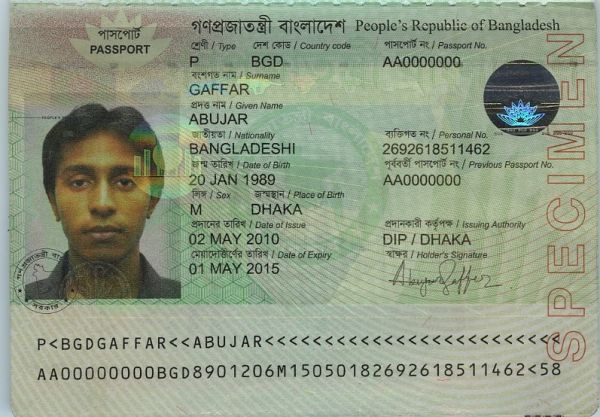 পাসপোর্ট
PASSPORT
গণপ্রজাতন্ত্রী বাংলাদেশ People's Republic of Bangladesh
শ্রেণী / Type দেশ কোড / Country code পাসপোর্ট নং / Passport No.
P BGD AA0000000
বংশগত নাম / Surname
GAFFAR
প্রদত্ত নাম / Given Name
ABUJAR
জাতীয়তা / Nationality ব্যক্তিগত নং / Personal No.
BANGLADESHI 2692618511462
জন্ম তারিখ / Date of Birth পূর্ববর্তী পাসপোর্ট নং / Previous Passport No.
20 JAN 1989 AA0000000
লিঙ্গ / Sex জন্মস্থান / Place of Birth
M DHAKA
প্রদানের তারিখ / Date of Issue প্রদানকারী কর্তৃপক্ষ / Issuing Authority
02 MAY 2010 DIP / DHAKA
মেয়াদোত্তীর্ণের তারিখ / Date of Expiry স্বাক্ষর / Holder's Signature
01 MAY 2015 Abujar Gaffar
SPECIMEN
P<BGDGAFFAR<<ABUJAR<<<<<<<<<<<<<<<<<<<<<<<<<
AA00000000BGD8901206M15050182692618511462<58